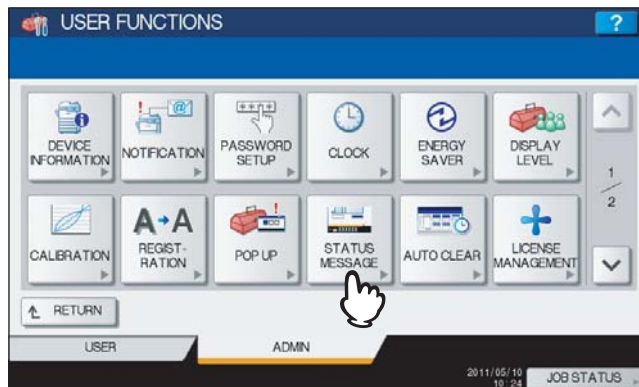 USER FUNCTIONS
?
DEVICE
INFORMATION
NOTIFICATION
PASSWORD
SETUP
CLOCK
ENERGY
SAVER
DISPLAY
LEVEL
1
2
CALIBRATION
A→A
REGIST-
RATION
POP UP
STATUS
MESSAGE
AUTO CLEAR
LICENSE
MANAGEMENT
RETURN
USER
ADMIN
2011/05/10
10:24
JOB STATUS